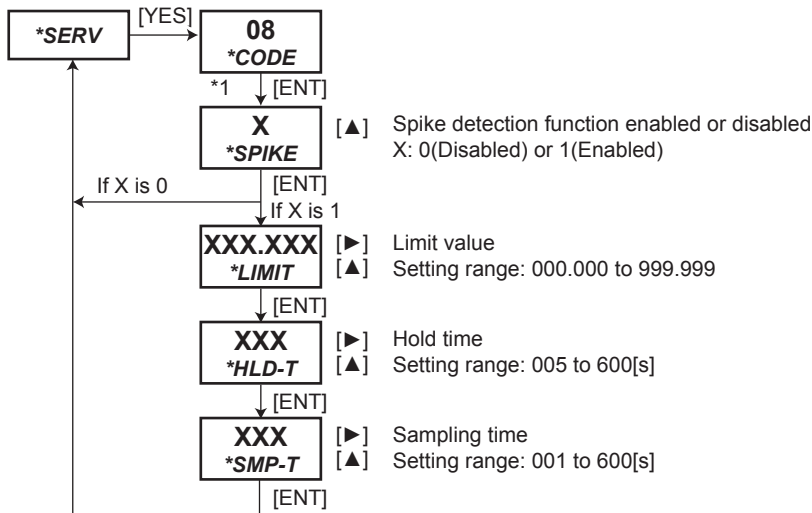 [YES]
*SERV
08
*CODE
*1 [ENT]
X
*SPIKE
[▲] Spike detection function enabled or disabled
X: 0(Disabled) or 1(Enabled)
[ENT]
If X is 0
If X is 1
XXX.XXX
*LIMIT
[►] Limit value
[▲] Setting range: 000.000 to 999.999
[ENT]
XXX
*HLD-T
[►] Hold time
[▲] Setting range: 005 to 600[s]
[ENT]
XXX
*SMP-T
[►] Sampling time
[▲] Setting range: 001 to 600[s]
[ENT]